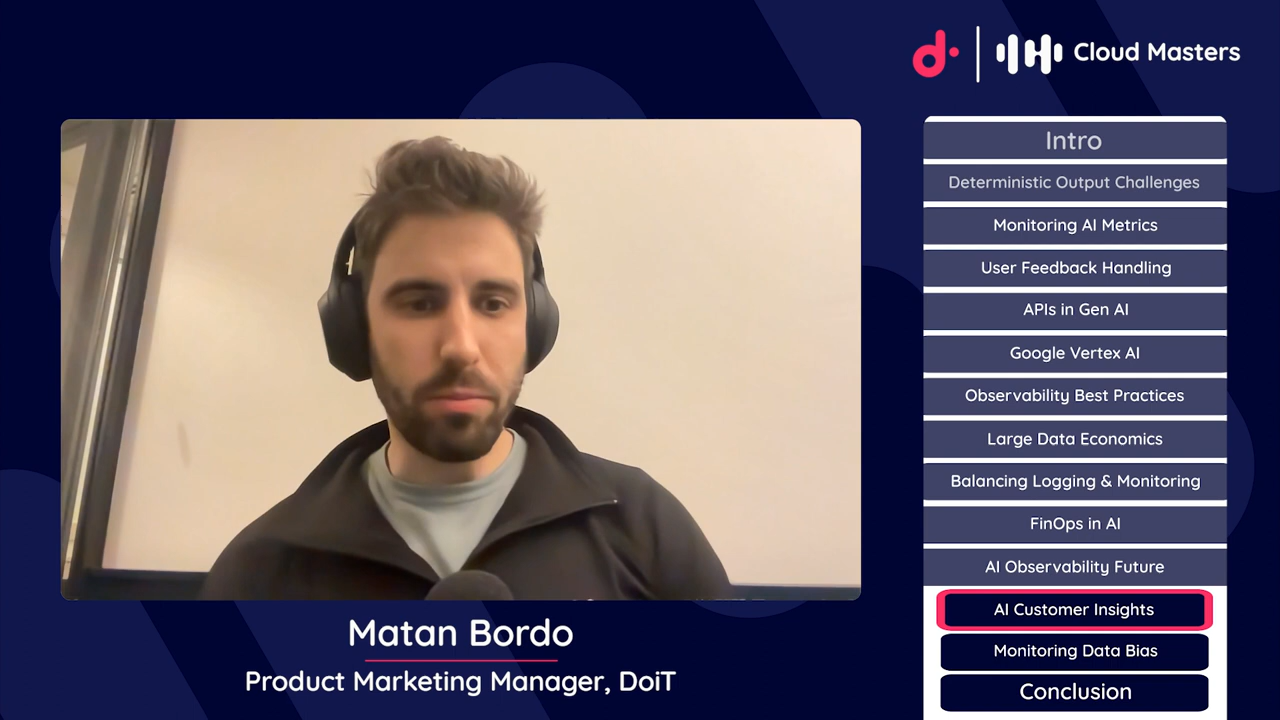 Cloud Masters
Intro
Deterministic Output Challenges
Monitoring AI Metrics
User Feedback Handling
APIs in Gen AI
Google Vertex AI
Observability Best Practices
Large Data Economics
Balancing Logging & Monitoring
FinOps in AI
AI Observability Future
AI Customer Insights
Monitoring Data Bias
Conclusion
Matan Bordo
Product Marketing Manager, DoiT